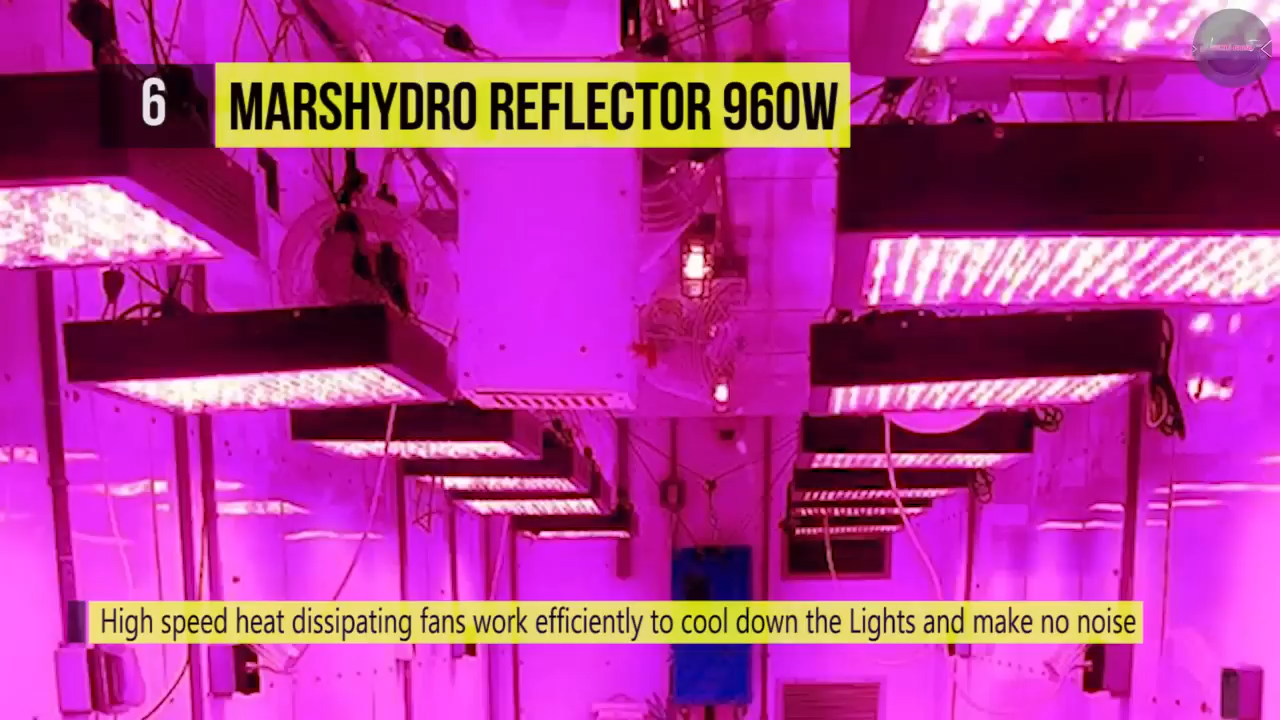 6
MARSHYDRO REFLECTOR 960W
High speed heat dissipating fans work efficiently to cool down the Lights and make no noise